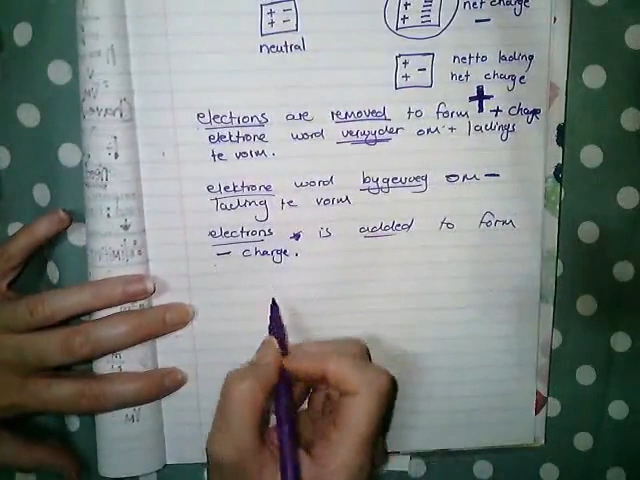 net charge
+ −
+ −
+
+
−
neutral
+
+ −
netto lading
net charge
electrons are removed to form + + charge
elektrone word verwyder om + ladings
te vorm.
elektrone word bygevoeg om −
lading te vorm
electrons is added to form
− charge.